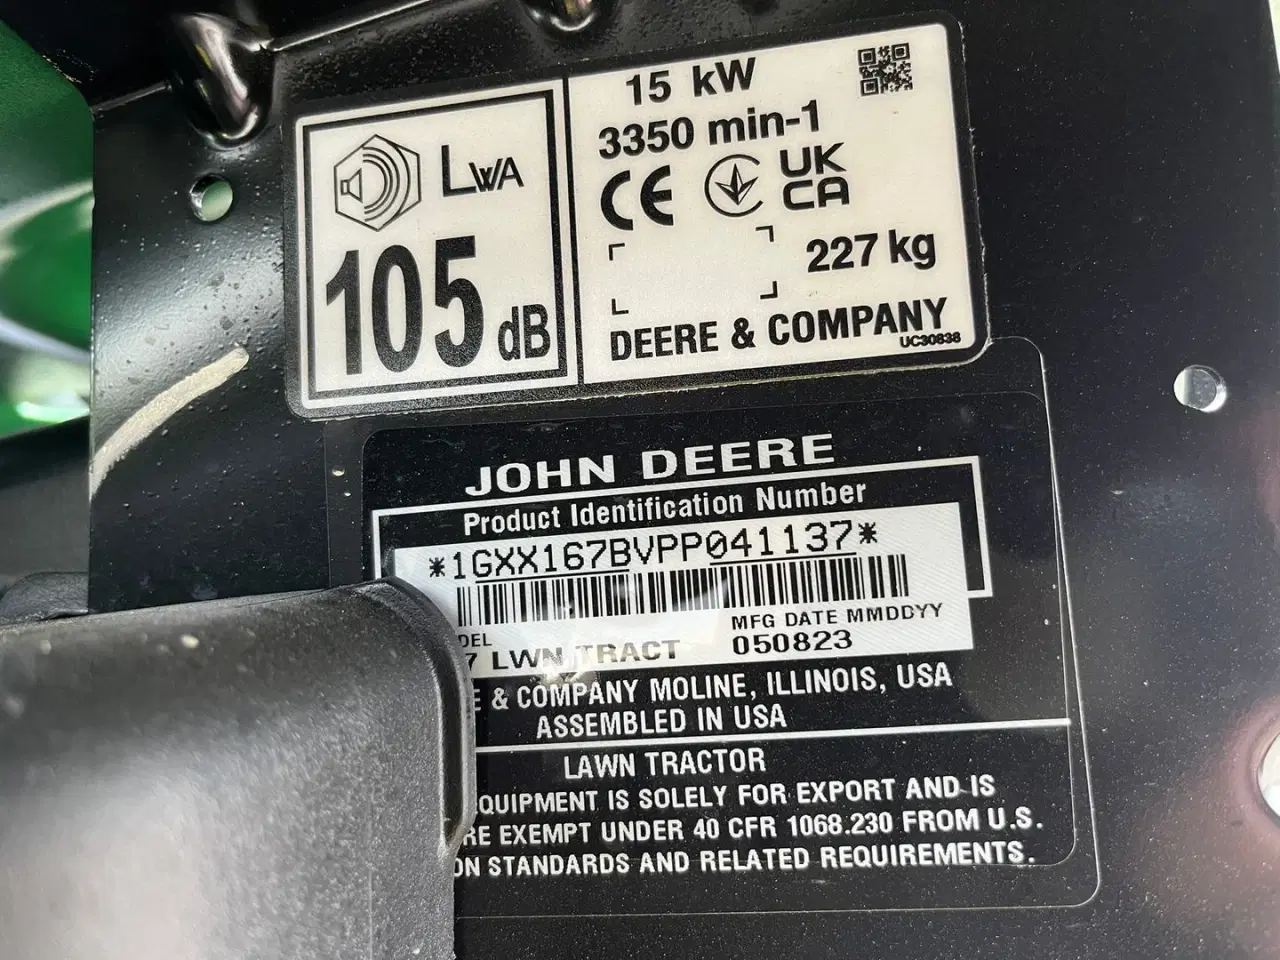 LWA
105 dB
15 kW
3350 min-1
CE UK CA
227 kg
DEERE & COMPANY
UC30838
JOHN DEERE
Product Identification Number
*1GXX167BVPP041137*
MFG DATE MMDDYY
LWN TRACT 050823
& COMPANY MOLINE, ILLINOIS, USA
ASSEMBLED IN USA
LAWN TRACTOR
IS SOLELY FOR EXPORT AND IS
EXEMPT UNDER 40 CFR 1068.230 FROM U.S.
STANDARDS AND RELATED REQUIREMENTS.